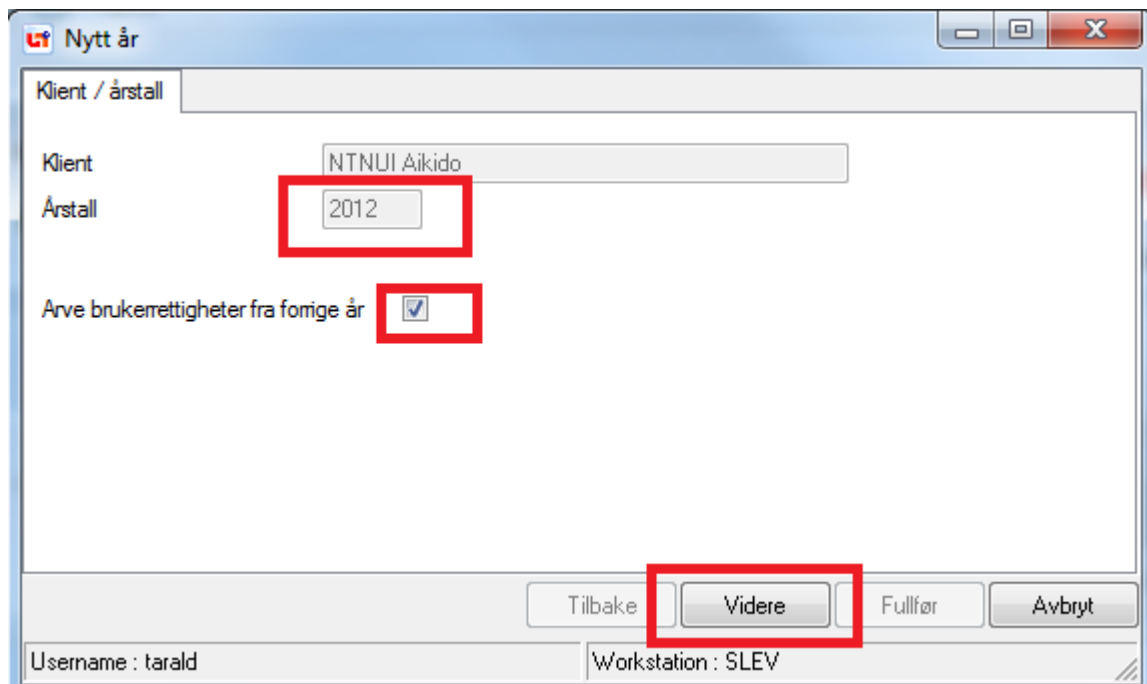 Nytt år
Klient / årstall
Klient NTNUI Aikido
Årstall 2012
Arve brukerrettigheter fra forrige år
Tilbake Videre Fullfør Avbryt
Username : tarald Workstation : SLEV